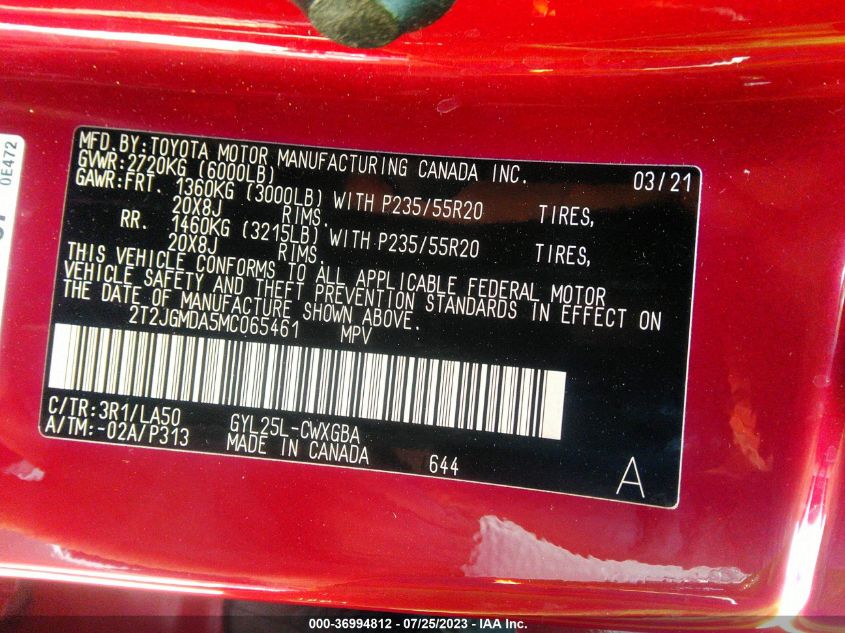 MFD.BY:TOYOTA MOTOR MANUFACTURING CANADA INC. 03/21
GVWR:2720KG (6000LB)
GAWR:FRT. 1360KG (3000LB) WITH P235/55R20 TIRES,
20X8J RIMS.
RR. 1460KG (3215LB) WITH P235/55R20 TIRES,
20X8J RIMS.
THIS VEHICLE CONFORMS TO ALL APPLICABLE FEDERAL MOTOR
VEHICLE SAFETY AND THEFT PREVENTION STANDARDS IN EFFECT ON
THE DATE OF MANUFACTURE SHOWN ABOVE.
2T2JGMDA5MC065461 MPV
C/TR:3R1/LA50 GYL25L-CWXGBA
A/TM:-02A/P313 MADE IN CANADA 644
A
0E472
000-36994812 - 07/25/2023 - IAA Inc.